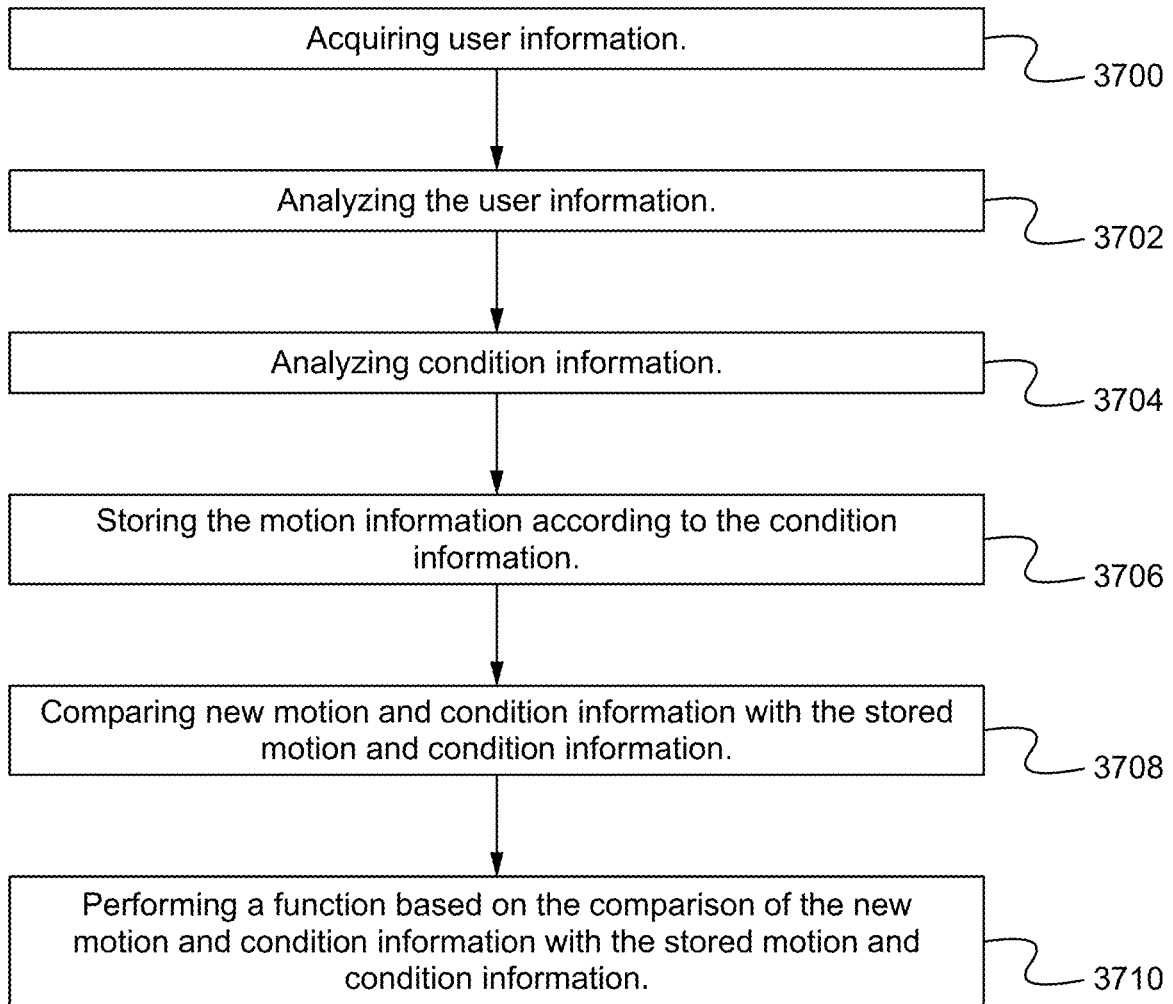 Acquiring user information.
3700
Analyzing the user information.
3702
Analyzing condition information.
3704
Storing the motion information according to the condition
information.
3706
Comparing new motion and condition information with the stored
motion and condition information.
3708
Performing a function based on the comparison of the new
motion and condition information with the stored motion and
condition information.
3710